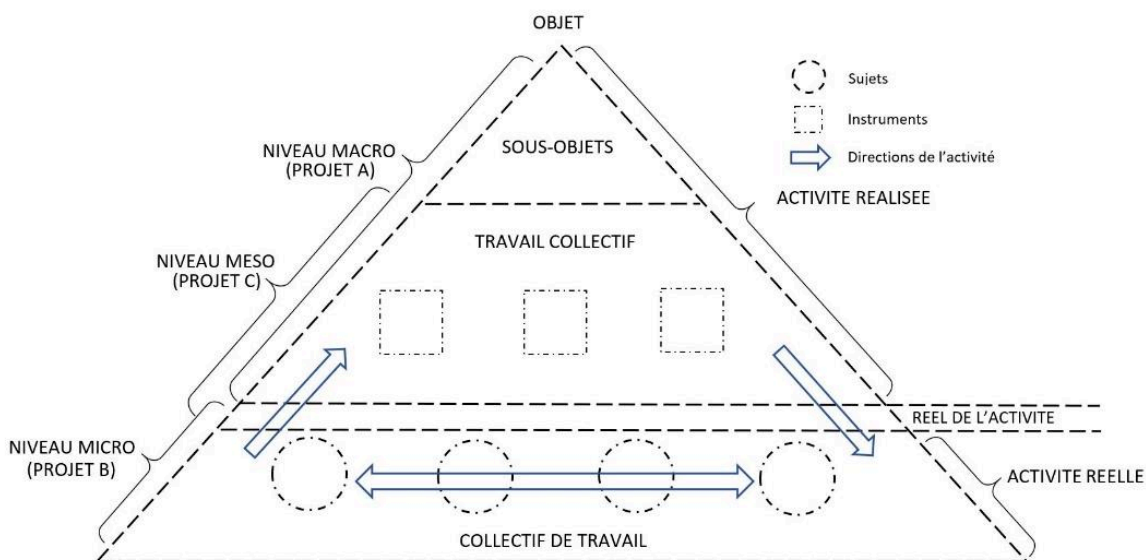 OBJET
Sujets
Instruments
Directions de l'activité
NIVEAU MACRO
(PROJET A)
SOUS-OBJETS
ACTIVITE REALISEE
TRAVAIL COLLECTIF
NIVEAU MESO
(PROJET C)
REEL DE L'ACTIVITE
NIVEAU MICRO
(PROJET B)
ACTIVITE REELLE
COLLECTIF DE TRAVAIL